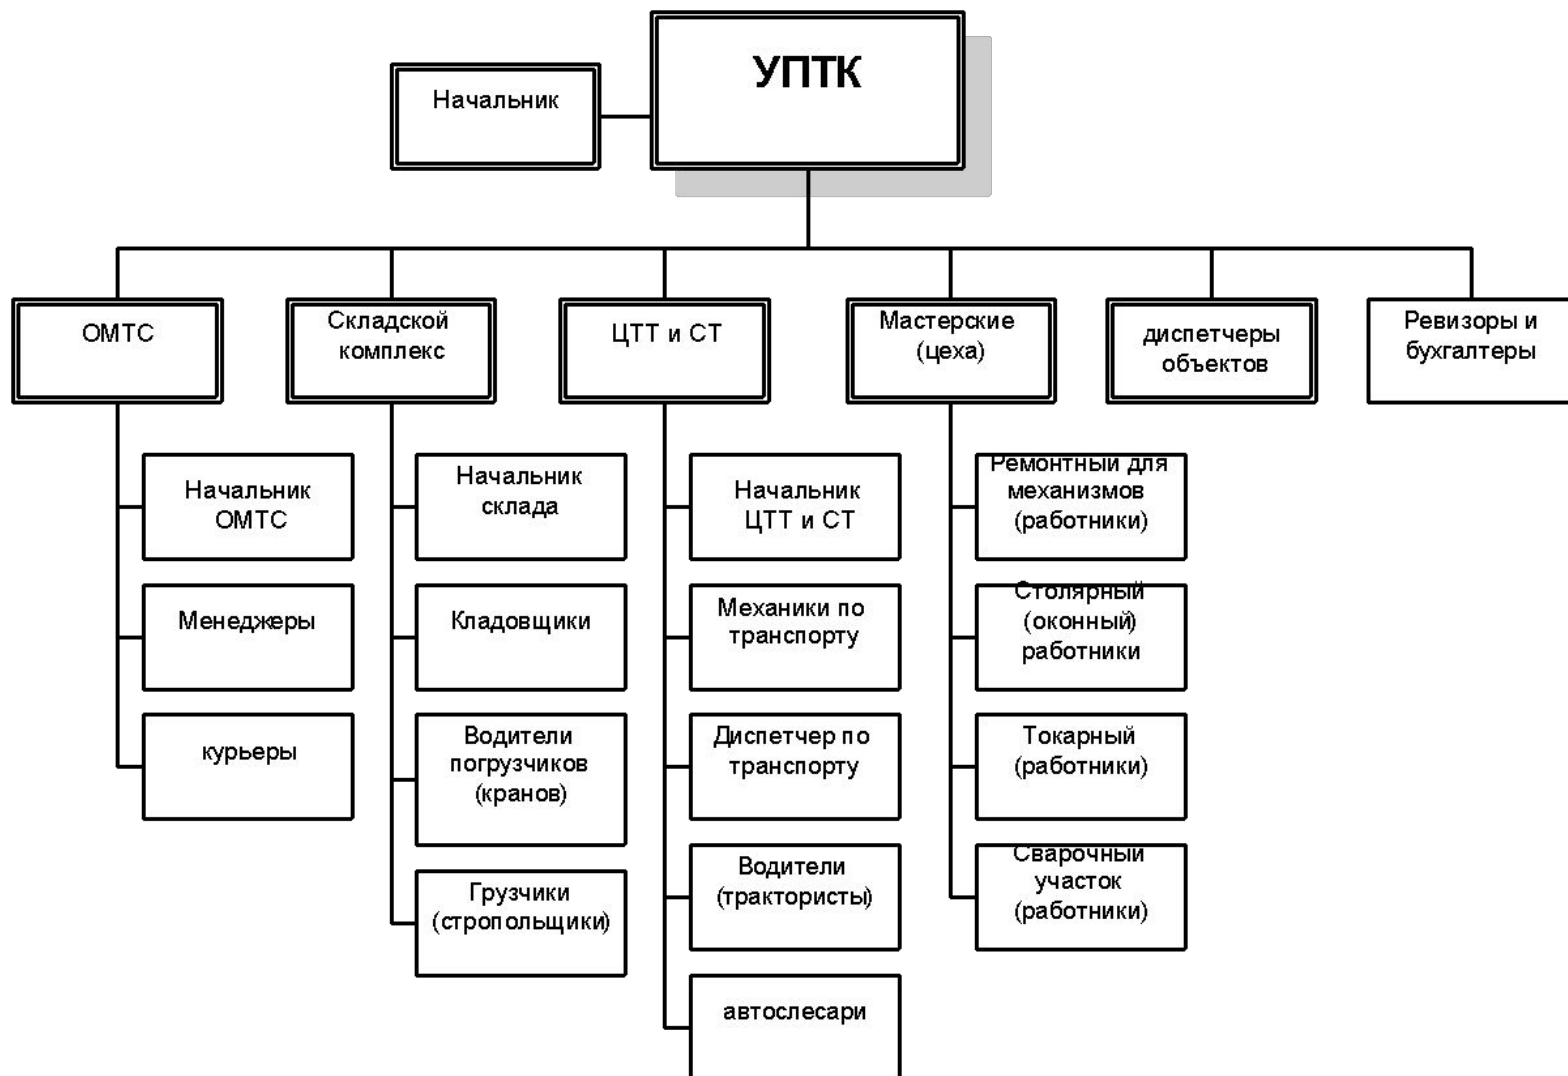 УПТК
Начальник
ОМТС
Складской
комплекс
ЦТТ и СТ
Мастерские
(цеха)
диспетчеры
объектов
Ревизоры и
бухгалтеры
Начальник
ОМТС
Менеджеры
курьеры
Начальник
склада
Кладовщики
Водители
погрузчиков
(кранов)
Грузчики
(стропольщики)
Начальник
ЦТТ и СТ
Механики по
транспорту
Диспетчер по
транспорту
Водители
(трактористы)
автослесари
Ремонтный для
механизмов
(работники)
Столярный
(оконный)
работники
Токарный
(работники)
Сварочный
участок
(работники)